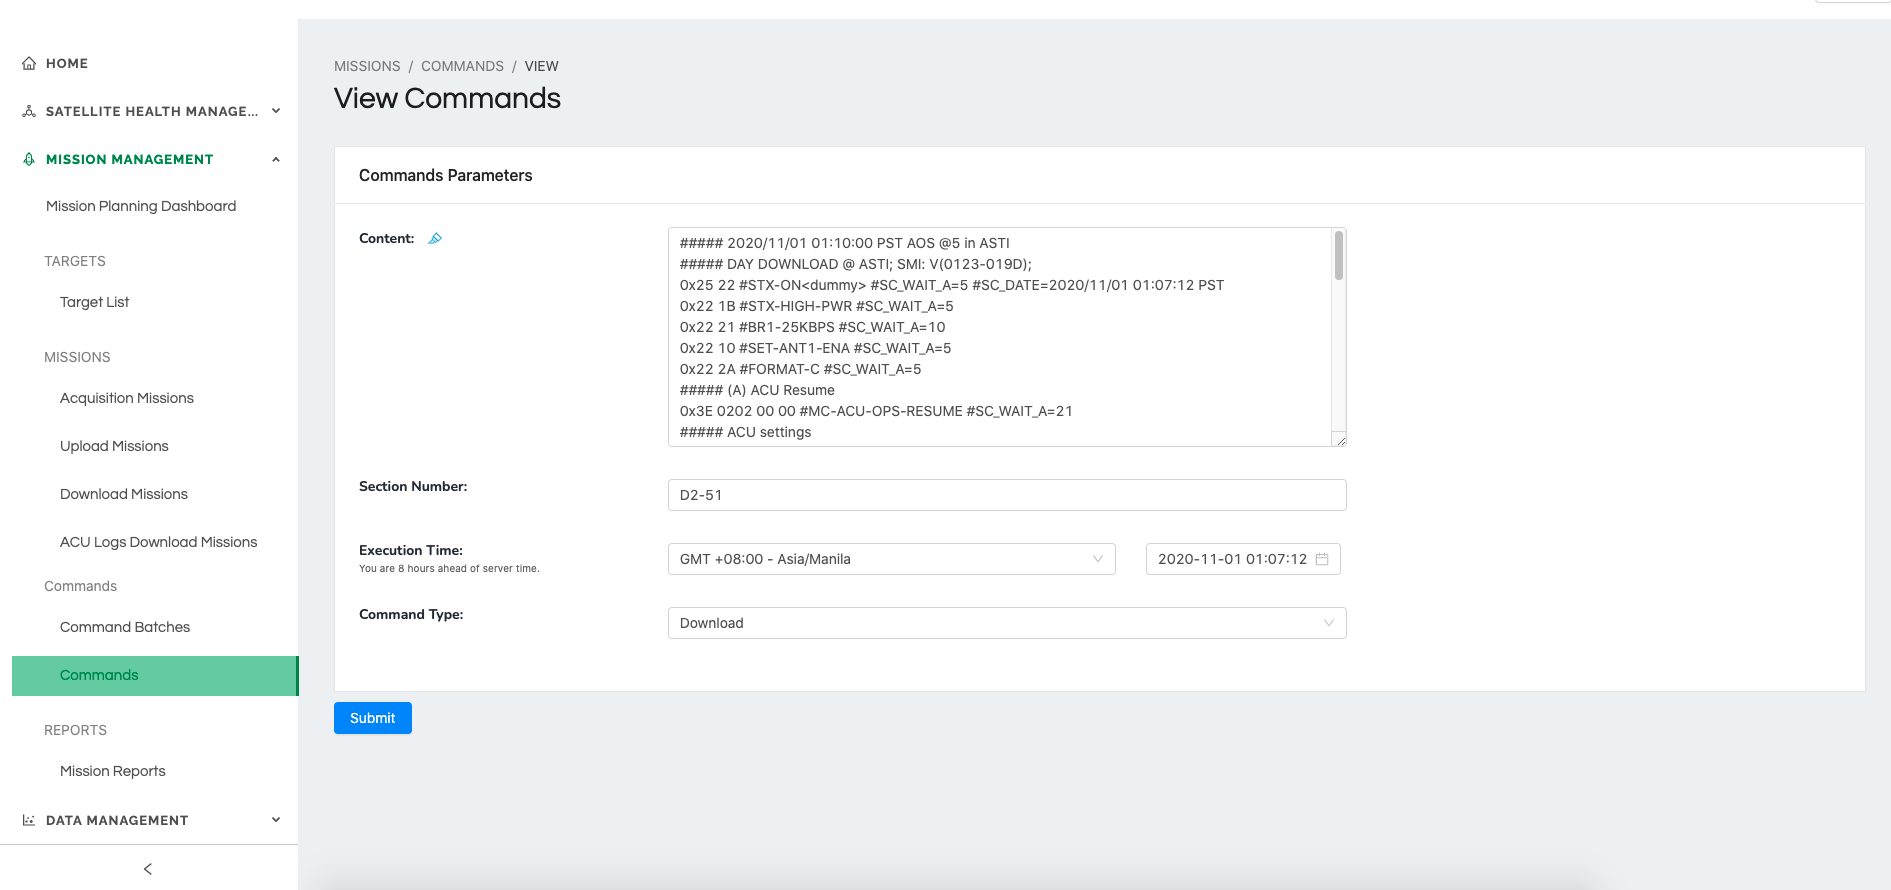 HOME
SATELLITE HEALTH MANAGE...
MISSION MANAGEMENT
Mission Planning Dashboard
TARGETS
Target List
MISSIONS
Acquisition Missions
Upload Missions
Download Missions
ACU Logs Download Missions
Commands
Command Batches
Commands
REPORTS
Mission Reports
DATA MANAGEMENT
MISSIONS / COMMANDS / VIEW
View Commands
Commands Parameters
Content:
##### 2020/11/01 01:10:00 PST AOS @5 in ASTI
##### DAY DOWNLOAD @ ASTI; SMI: V(0123-019D);
0x25 22 #STX-ON<dummy> #SC_WAIT_A=5 #SC_DATE=2020/11/01 01:07:12 PST
0x22 1B #STX-HIGH-PWR #SC_WAIT_A=5
0x22 21 #BR1-25KBPS #SC_WAIT_A=10
0x22 10 #SET-ANT1-ENA #SC_WAIT_A=5
0x22 2A #FORMAT-C #SC_WAIT_A=5
##### (A) ACU Resume
0x3E 0202 00 00 #MC-ACU-OPS-RESUME #SC_WAIT_A=21
##### ACU settings
Section Number:
D2-51
Execution Time:
You are 8 hours ahead of server time.
GMT +08:00 - Asia/Manila
2020-11-01 01:07:12
Command Type:
Download
Submit